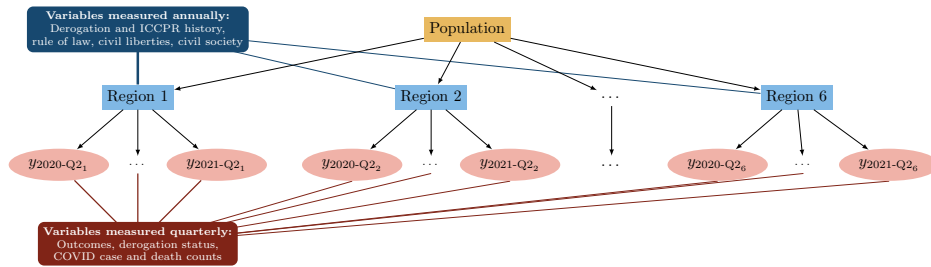 Variables measured annually:
Derogation and ICCPR history,
rule of law, civil liberties, civil society
Population
Region 1
Region 2
...
Region 6
y2020-Q2₁
...
y2021-Q2₁
y2020-Q2₂
...
y2021-Q2₂
...
y2020-Q2₆
...
y2021-Q2₆
Variables measured quarterly:
Outcomes, derogation status,
COVID case and death counts